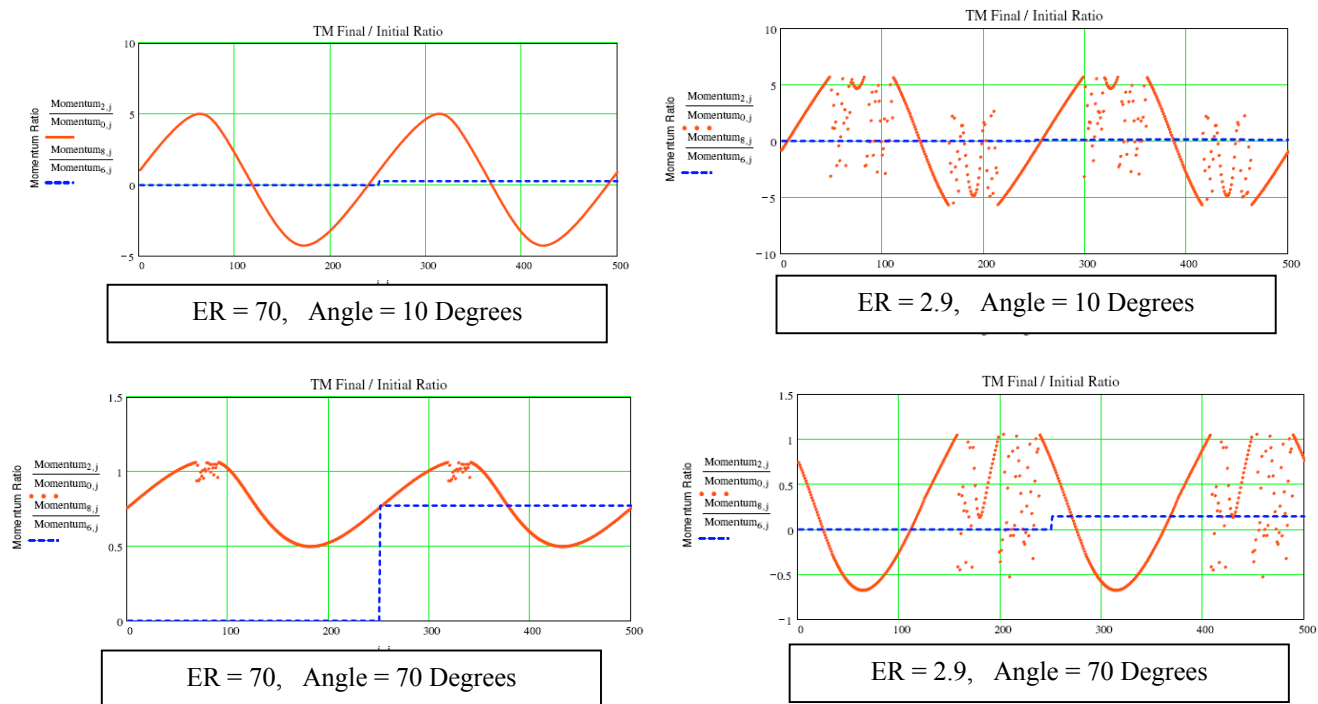 TM Final / Initial Ratio
Momentum Ratio
Momentum2,j
Momentum0,j
Momentum8,j
Momentum6,j
10
5
0
−5
0 100 200 300 400 500
ER = 70, Angle = 10 Degrees
TM Final / Initial Ratio
Momentum Ratio
Momentum2,j
Momentum0,j
Momentum8,j
Momentum6,j
10
5
0
−5
−10
0 100 200 300 400 500
ER = 2.9, Angle = 10 Degrees
TM Final / Initial Ratio
Momentum Ratio
Momentum2,j
Momentum0,j
Momentum8,j
Momentum6,j
1.5
1
0.5
0
0 100 200 300 400 500
ER = 70, Angle = 70 Degrees
TM Final / Initial Ratio
Momentum Ratio
Momentum2,j
Momentum0,j
Momentum8,j
Momentum6,j
1.5
1
0.5
0
−0.5
−1
0 100 200 300 400 500
ER = 2.9, Angle = 70 Degrees